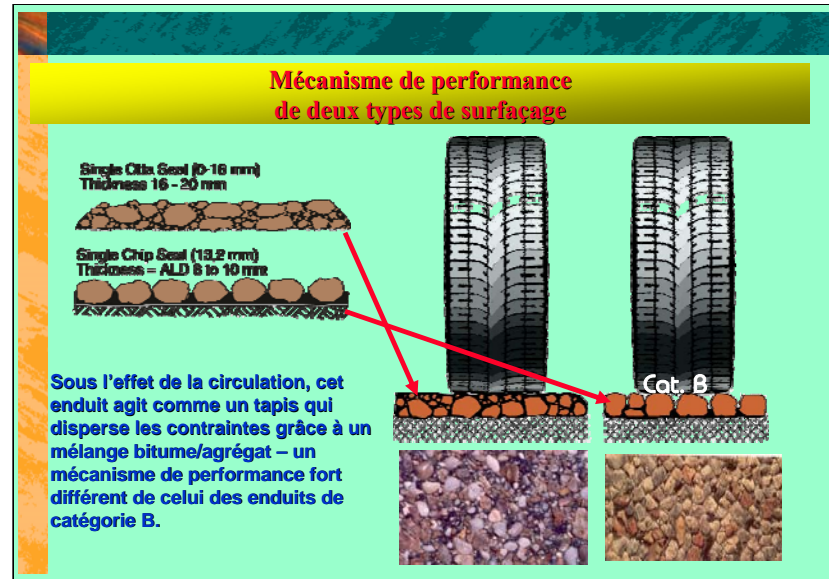 Mécanisme de performance
de deux types de surfaçage
Single Otta Seal (0-16 mm)
Thickness 16 - 20 mm
Single Chip Seal (13,2 mm)
Thickness = ALD 8 to 10 mm
Cat. B
Sous l'effet de la circulation, cet
enduit agit comme un tapis qui
disperse les contraintes grâce à un
mélange bitume/agrégat – un
mécanisme de performance fort
différent de celui des enduits de
catégorie B.